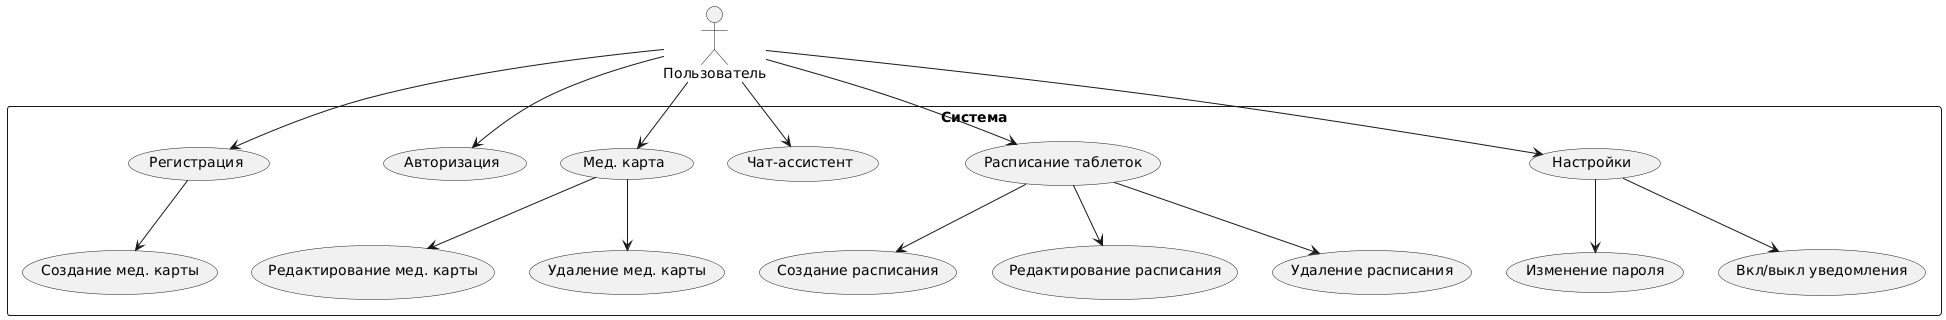 Пользователь
Система
Регистрация
Авторизация
Мед. карта
Чат-ассистент
Расписание таблеток
Настройки
Создание мед. карты
Редактирование мед. карты
Удаление мед. карты
Создание расписания
Редактирование расписания
Удаление расписания
Изменение пароля
Вкл/выкл уведомления